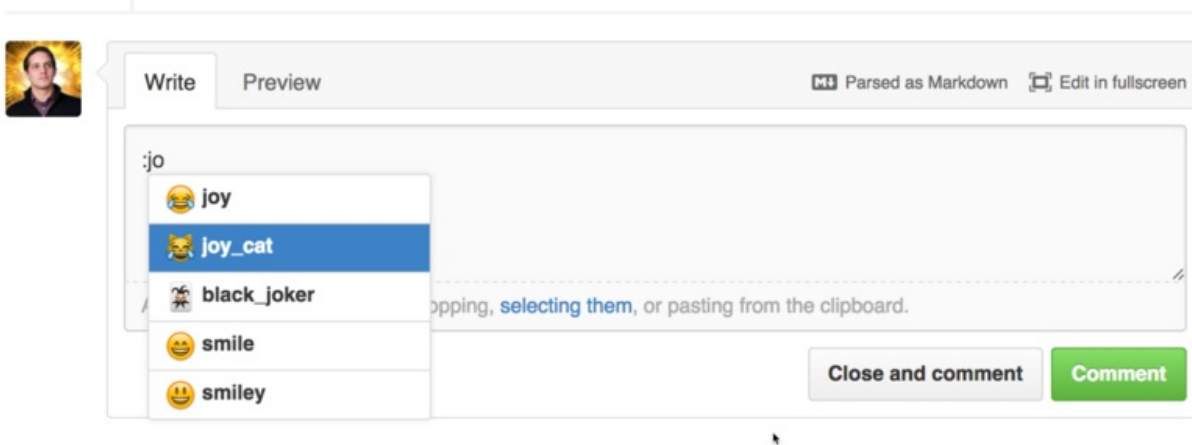 Write Preview Parsed as Markdown Edit in fullscreen
:jo
joy
joy_cat
black_joker
opping, selecting them, or pasting from the clipboard.
smile
smiley
Close and comment Comment